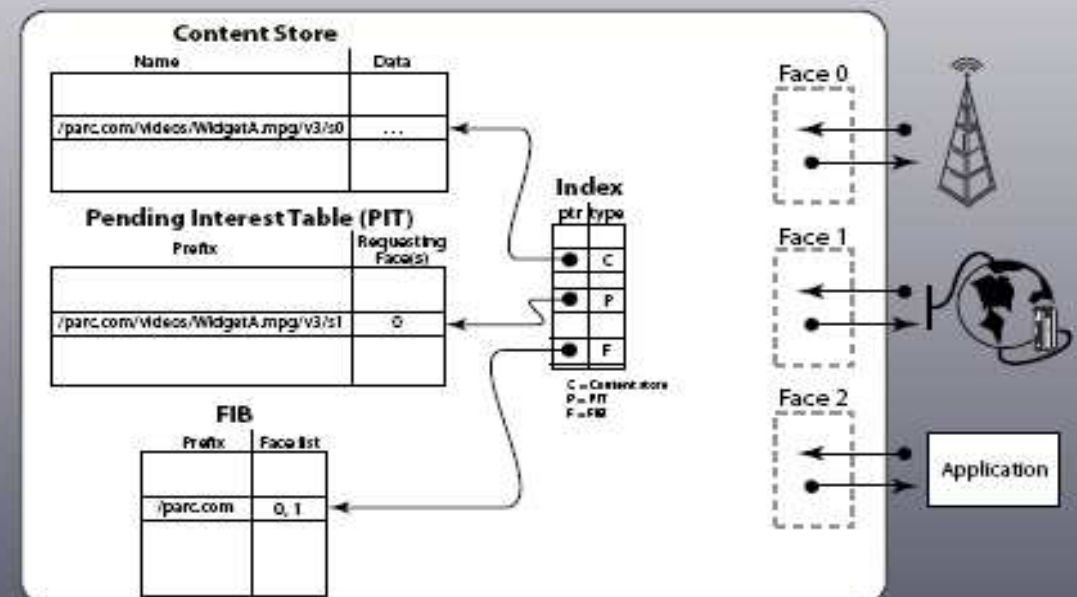 Content Store
Name Data
/parc.com/videos/WidgetA.mpg/v3/s0 ...
Pending Interest Table (PIT)
Prefix Requesting Face(s)
/parc.com/videos/WidgetA.mpg/v3/s1 0
FIB
Prefix Face list
/parc.com 0, 1
Index
ptr type
C
P
F
C = Content store
P = PIT
F = FIB
Face 0
Face 1
Face 2
Application